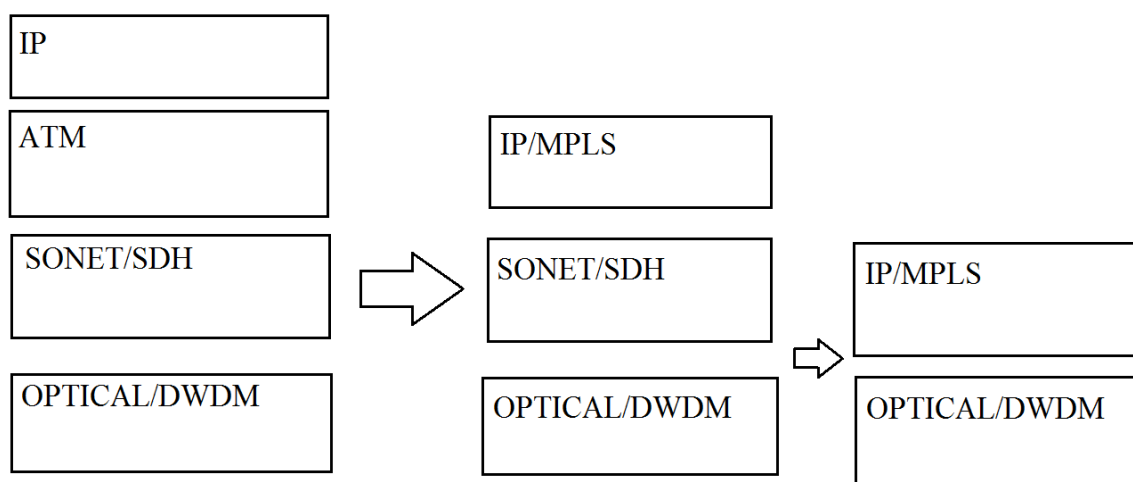 IP
ATM
SONET/SDH
OPTICAL/DWDM
IP/MPLS
SONET/SDH
OPTICAL/DWDM
IP/MPLS
OPTICAL/DWDM